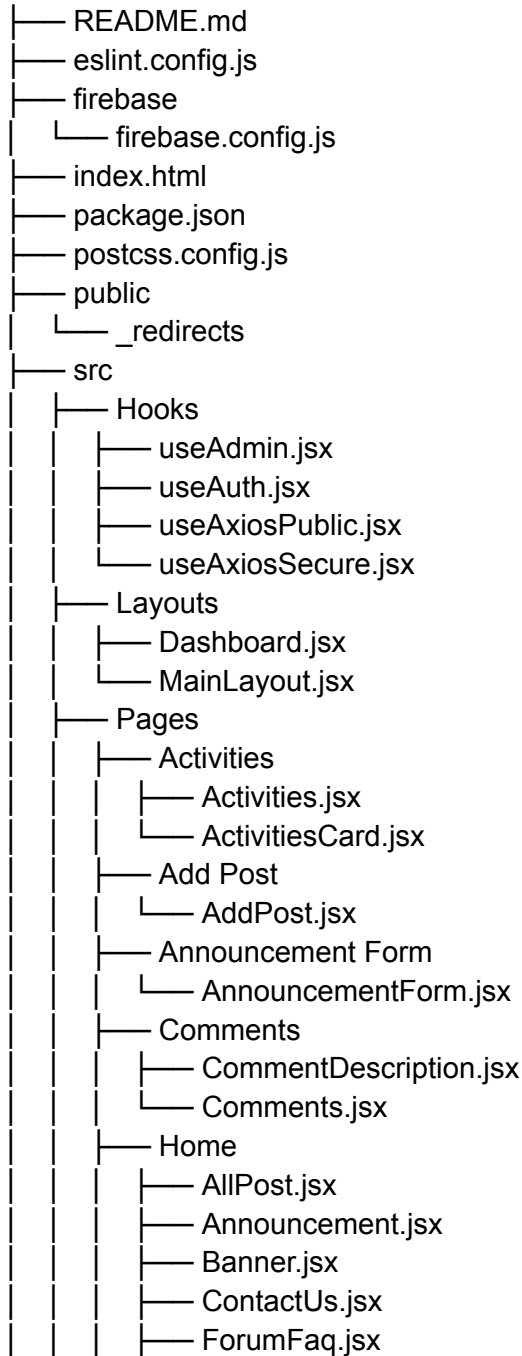 ├── README.md
├── eslint.config.js
├── firebase
│   └── firebase.config.js
├── index.html
├── package.json
├── postcss.config.js
├── public
│   └── _redirects
├── src
│   ├── Hooks
│   │   ├── useAdmin.jsx
│   │   ├── useAuth.jsx
│   │   ├── useAxiosPublic.jsx
│   │   └── useAxiosSecure.jsx
│   ├── Layouts
│   │   ├── Dashboard.jsx
│   │   └── MainLayout.jsx
│   ├── Pages
│   │   ├── Activities
│   │   │   ├── Activities.jsx
│   │   │   └── ActivitiesCard.jsx
│   │   ├── Add Post
│   │   │   └── AddPost.jsx
│   │   ├── Announcement Form
│   │   │   └── AnnouncementForm.jsx
│   │   ├── Comments
│   │   │   ├── CommentDescription.jsx
│   │   │   └── Comments.jsx
│   │   ├── Home
│   │   │   ├── AllPost.jsx
│   │   │   ├── Announcement.jsx
│   │   │   ├── Banner.jsx
│   │   │   ├── ContactUs.jsx
│   │   │   ├── ForumFaq.jsx